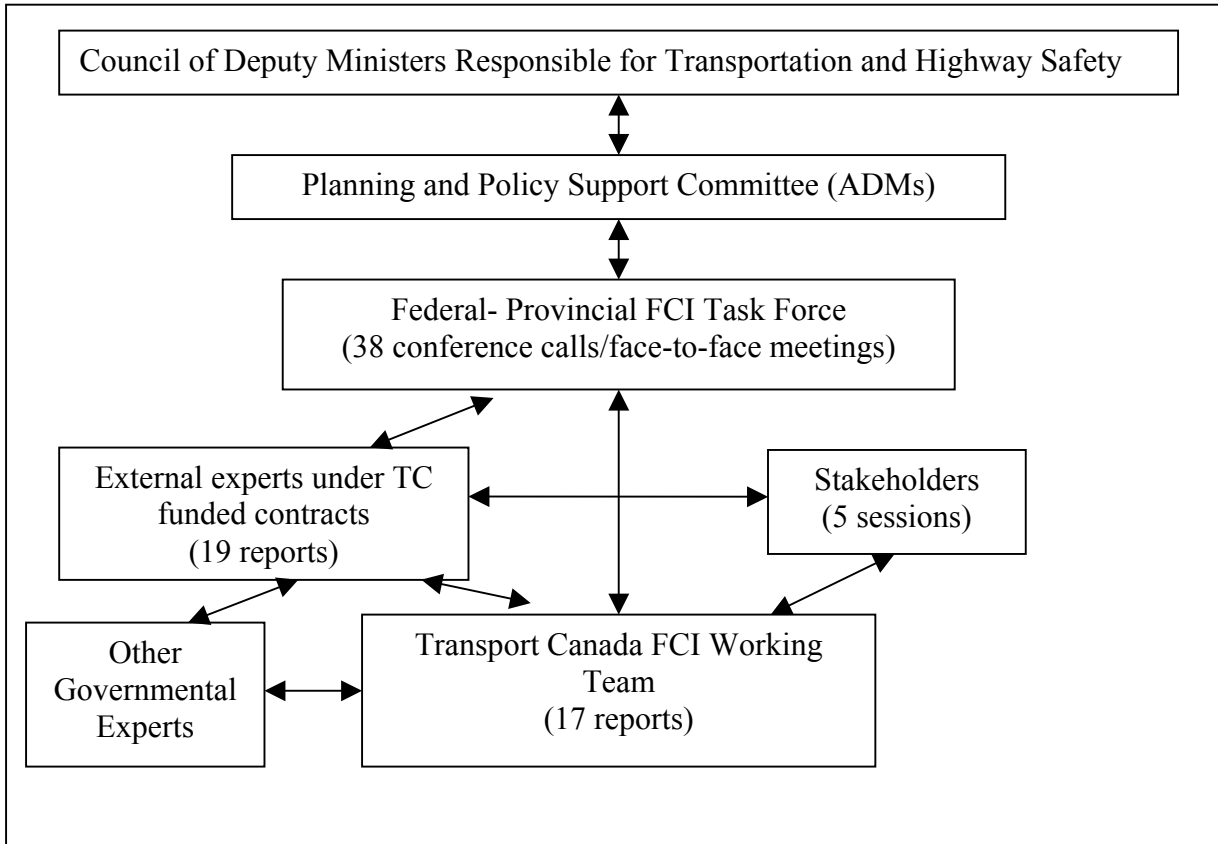 Council of Deputy Ministers Responsible for Transportation and Highway Safety
Planning and Policy Support Committee (ADMs)
Federal- Provincial FCI Task Force
(38 conference calls/face-to-face meetings)
External experts under TC
funded contracts
(19 reports)
Stakeholders
(5 sessions)
Other
Governmental
Experts
Transport Canada FCI Working
Team
(17 reports)